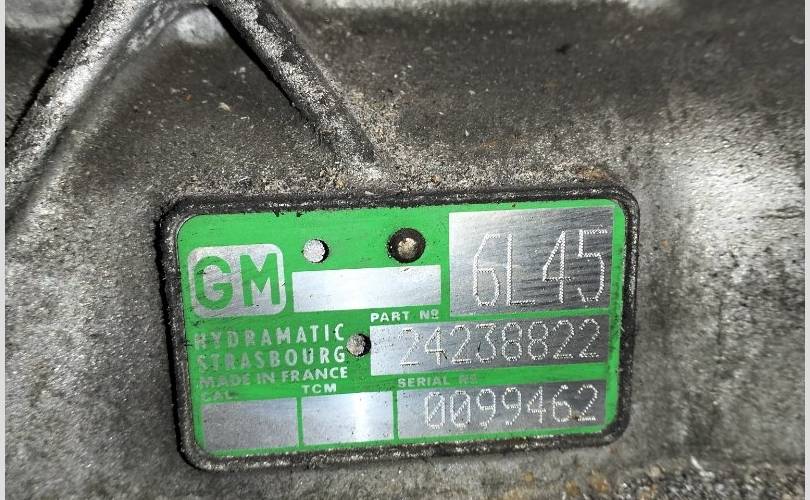 GM
6L45
PART Nº
HYDRAMATIC
24238822
STRASBOURG
MADE IN FRANCE
SERIAL Nº
CAL. TCM
0099462